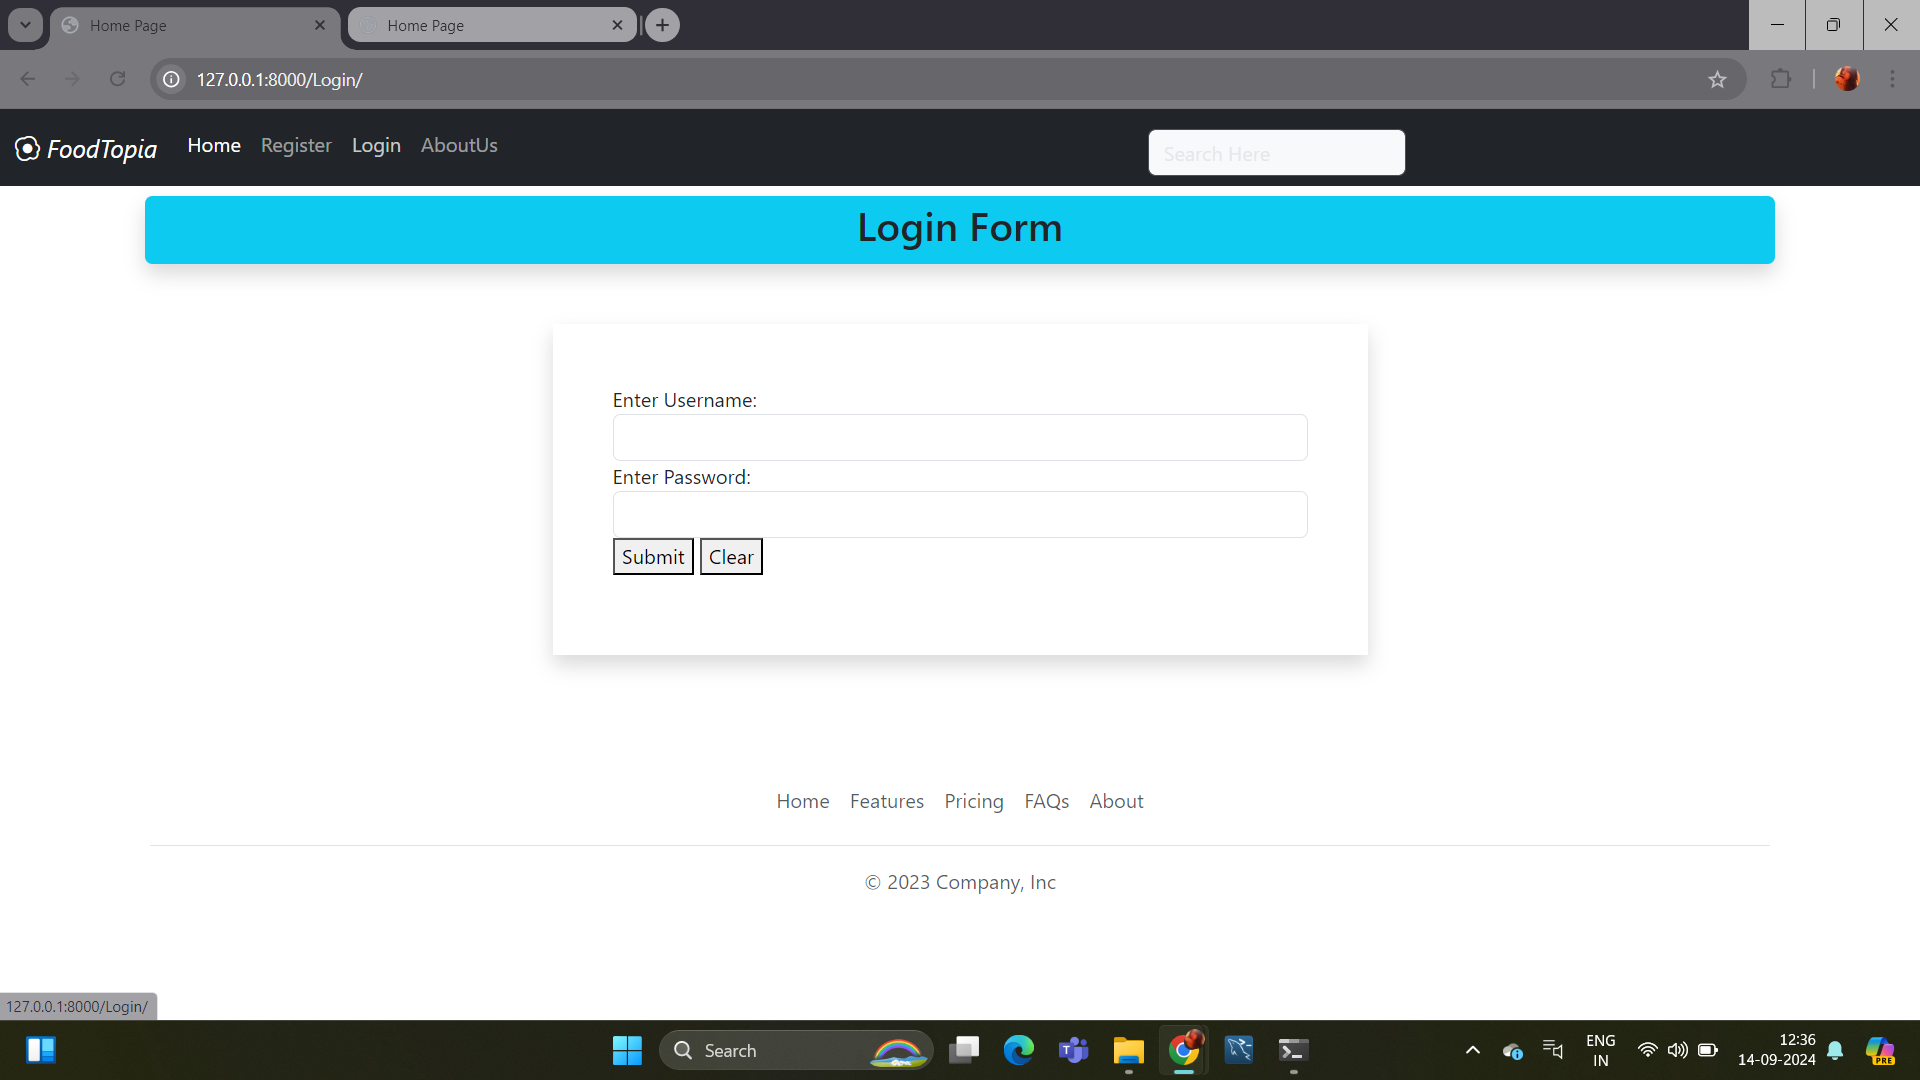 Home Page
Home Page
127.0.0.1:8000/Login/
FoodTopia Home Register Login AboutUs
Search Here
Login Form
Enter Username:
Enter Password:
Submit Clear
Home Features Pricing FAQs About
© 2023 Company, Inc
127.0.0.1:8000/Login/
Search
ENG
IN
12:36
14-09-2024
PRE